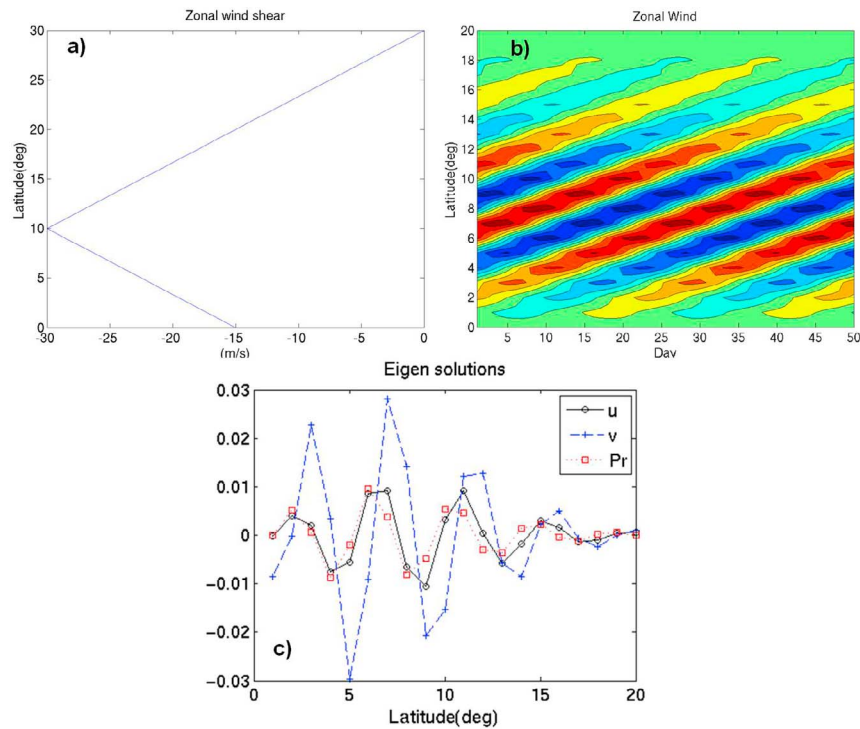 Zonal wind shear
a)
30
25
20
15
10
5
0
Latitude(deg)
-30 -25 -20 -15 -10 -5 0
(m/s)
Zonal Wind
b)
20
18
16
14
12
10
8
6
4
2
0
Latitude(deg)
5 10 15 20 25 30 35 40 45 50
Day
Eigen solutions
0.03
0.02
0.01
0
-0.01
-0.02
-0.03
u
v
Pr
c)
0 5 10 15 20
Latitude(deg)